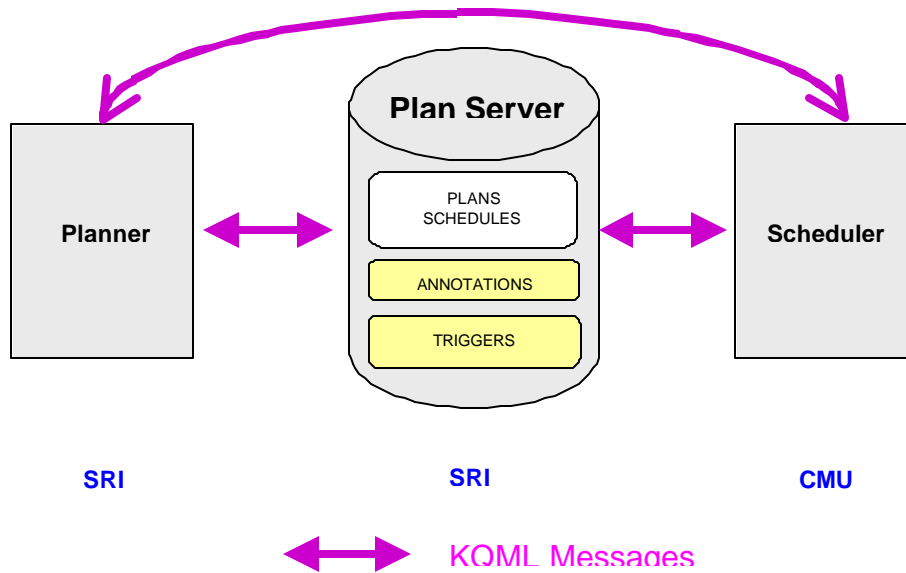 Plan Server
PLANS
SCHEDULES
Planner
Scheduler
ANNOTATIONS
TRIGGERS
SRI
SRI
CMU
KQML Messages